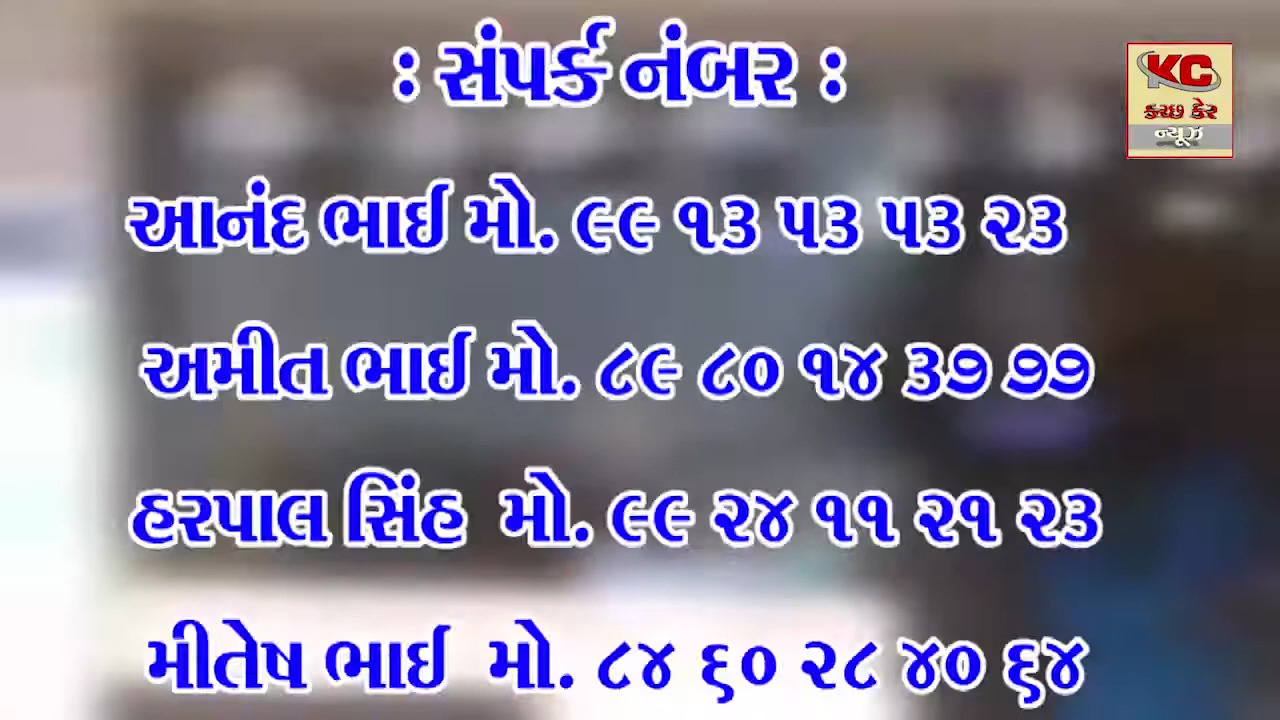 : સંપર્ક નંબર :
KC
કચ્છ કેર
ન્યૂઝ
આનંદ ભાઈ મો. ૯૯ ૧૩ ૫૩ ૫૩ ૨૩
અમીત ભાઈ મો. ૮૯ ૮૦ ૧૪ ૩૭ ૭૭
હરપાલ સિંહ મો. ૯૯ ૨૪ ૧૧ ૨૧ ૨૩
મીતેષ ભાઈ મો. ૮૪ ૬૦ ૨૮ ૪૦ ૬૪